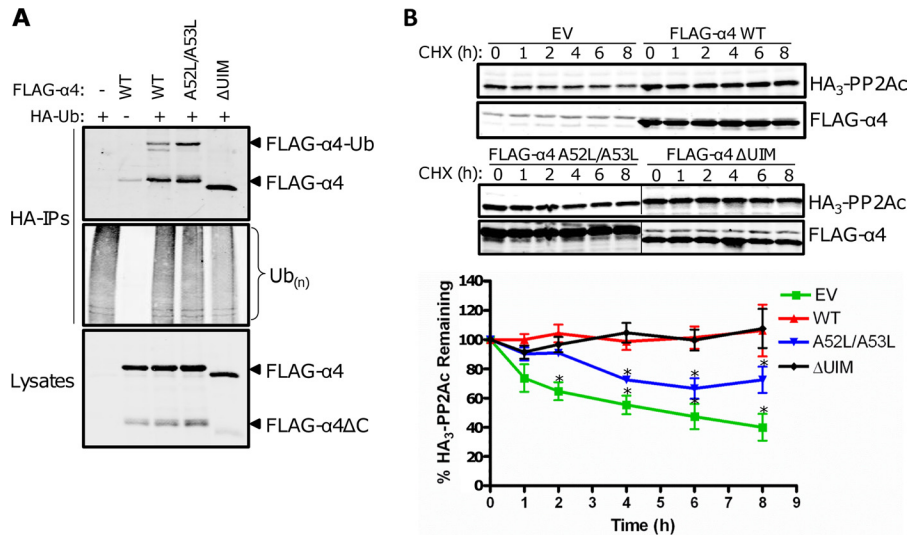 A
FLAG-α4: - WT WT A52L/A53L ΔUIM
HA-Ub: + - + + +
FLAG-α4-Ub
FLAG-α4
HA-IPs
Ub(n)
Lysates
FLAG-α4
FLAG-α4ΔC
B
EV FLAG-α4 WT
CHX (h): 0 1 2 4 6 8 0 1 2 4 6 8
HA3-PP2Ac
FLAG-α4
FLAG-α4 A52L/A53L FLAG-α4 ΔUIM
CHX (h): 0 1 2 4 6 8 0 1 2 4 6 8
HA3-PP2Ac
FLAG-α4
% HA3-PP2Ac Remaining
140
120
100
80
60
40
20
0
0 1 2 3 4 5 6 7 8 9
Time (h)
EV
WT
A52L/A53L
ΔUIM
* * * * * * *